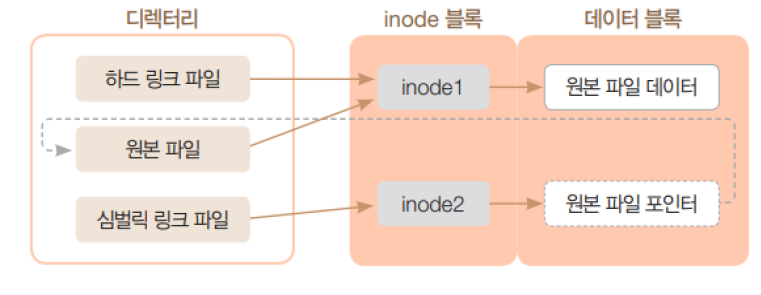 디렉터리
inode 블록
데이터 블록
하드 링크 파일
inode1
원본 파일 데이터
원본 파일
심벌릭 링크 파일
inode2
원본 파일 포인터